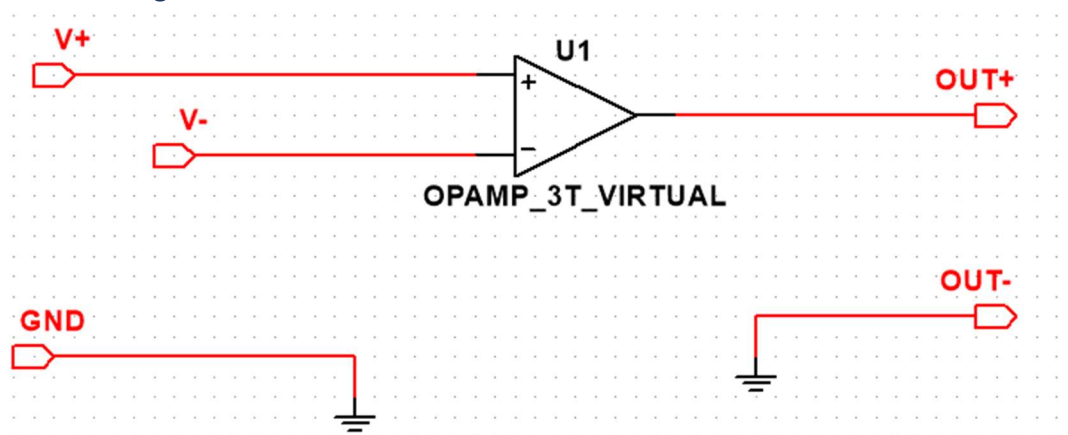 V+
U1
+
OUT+
V-
−
OPAMP_3T_VIRTUAL
OUT-
GND